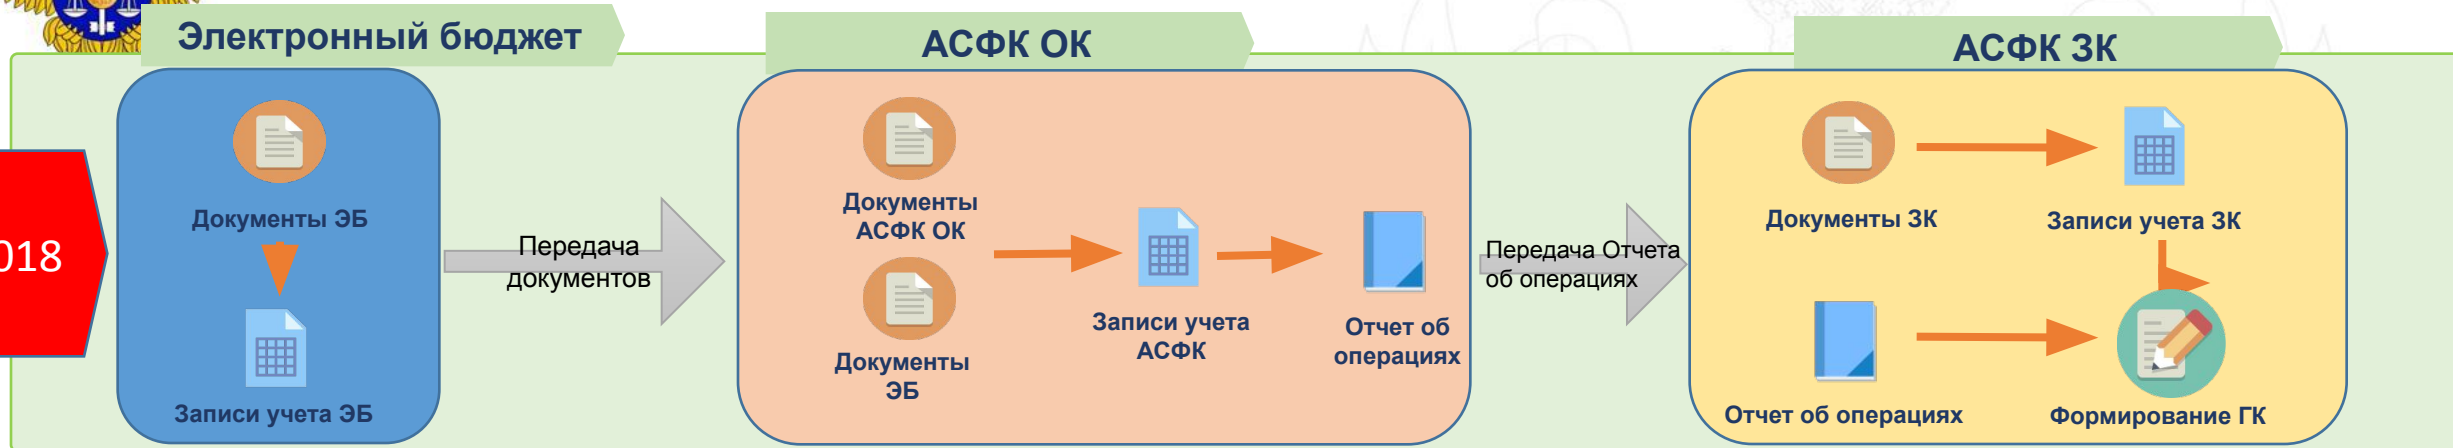 Электронный бюджет
АСФК ОК
АСФК ЗК
018
Документы ЭБ
Записи учета ЭБ
Передача
документов
Документы
АСФК ОК
Документы
ЭБ
Записи учета
АСФК
Отчет об
операциях
Передача Отчета
об операциях
Документы ЗК
Записи учета ЗК
Отчет об операциях
Формирование ГК